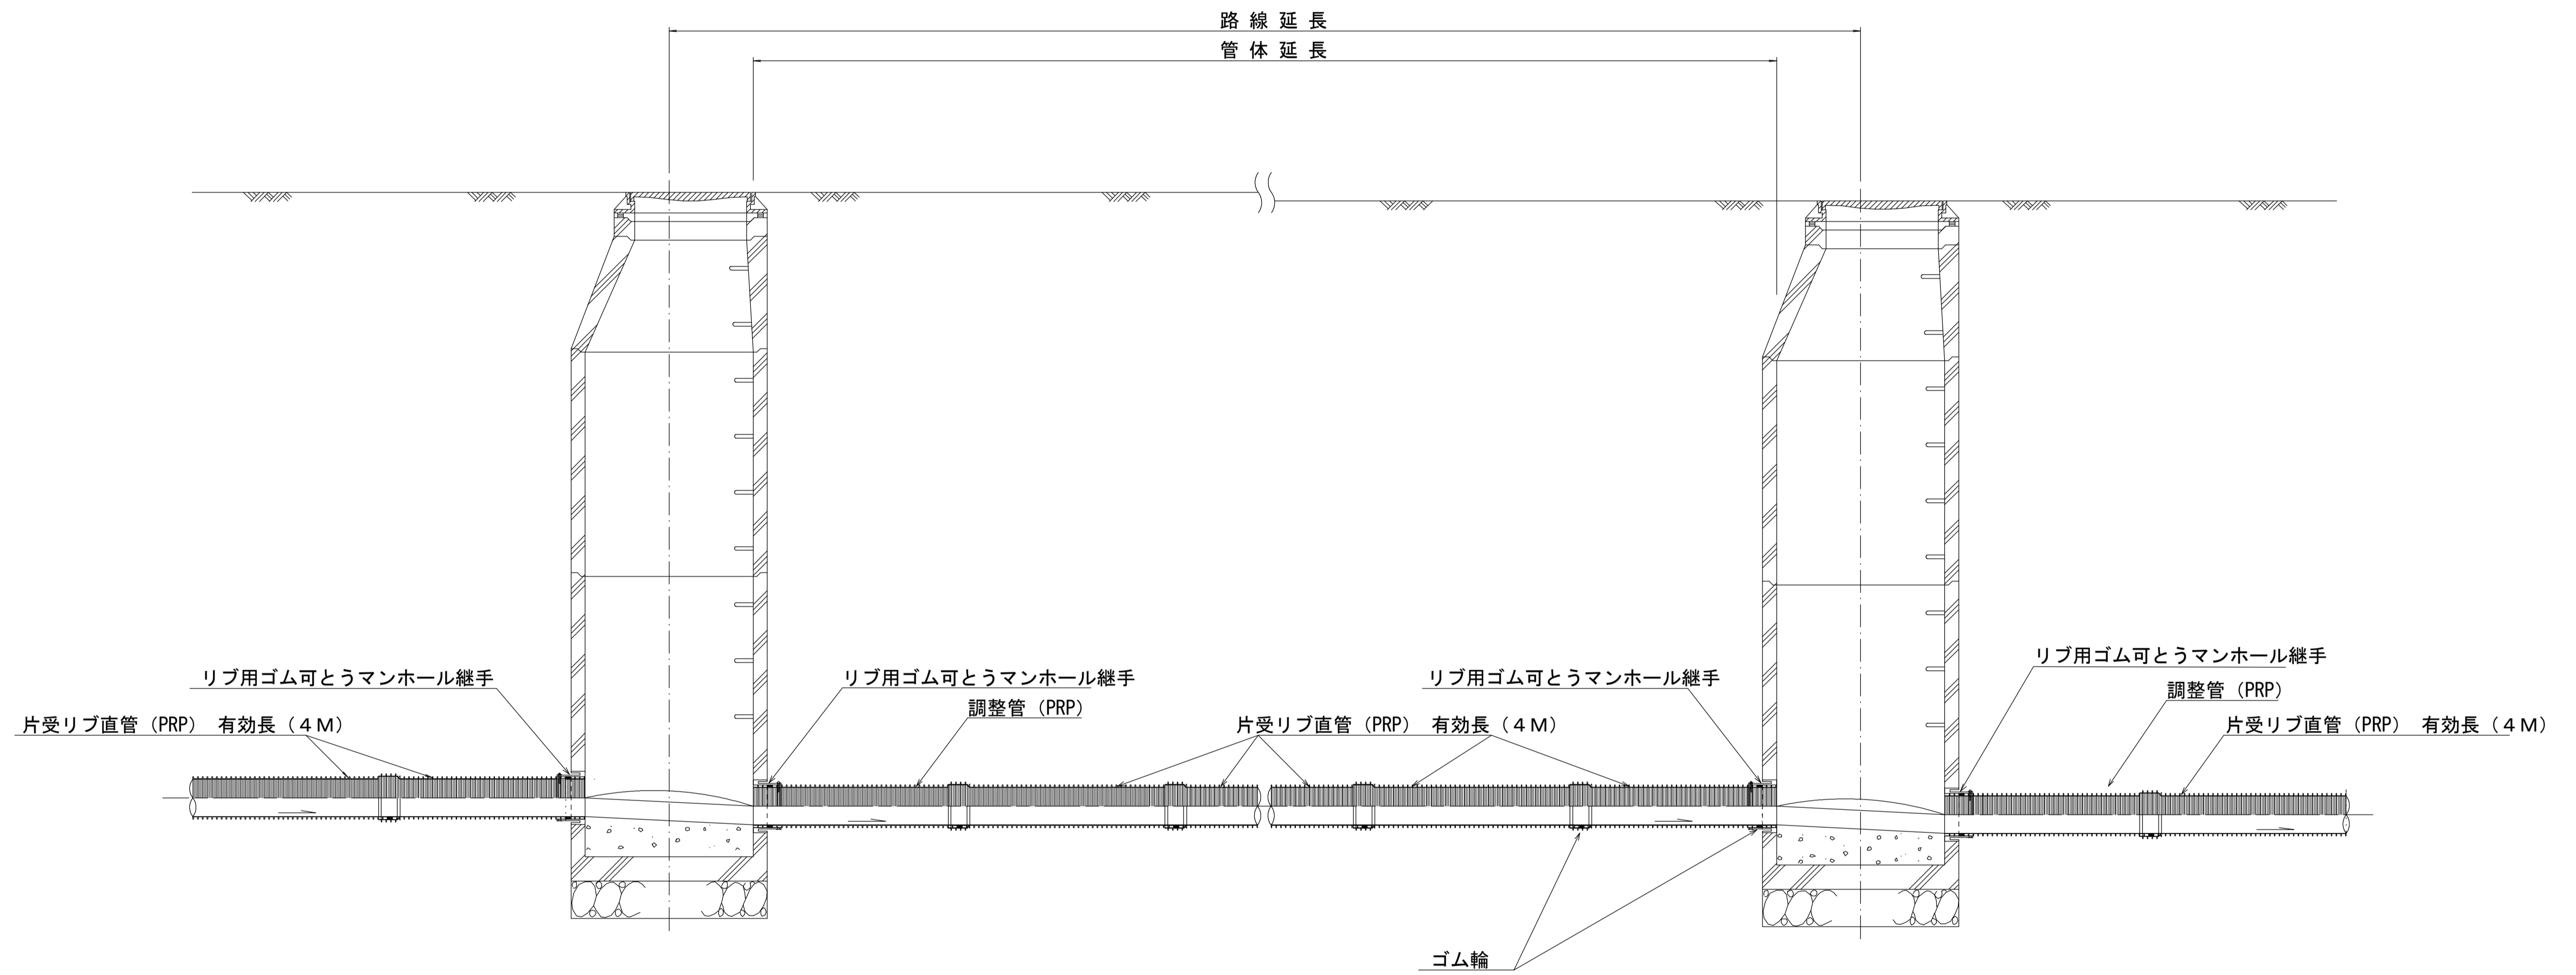 路 線 延 長
管 体 延 長
リブ用ゴム可とうマンホール継手
リブ用ゴム可とうマンホール継手
リブ用ゴム可とうマンホール継手
リブ用ゴム可とうマンホール継手
調整管（PRP）
調整管（PRP）
片受リブ直管（PRP） 有効長（４Ｍ）
片受リブ直管（PRP） 有効長（４Ｍ）
片受リブ直管（PRP） 有効長（４Ｍ）
ゴム輪